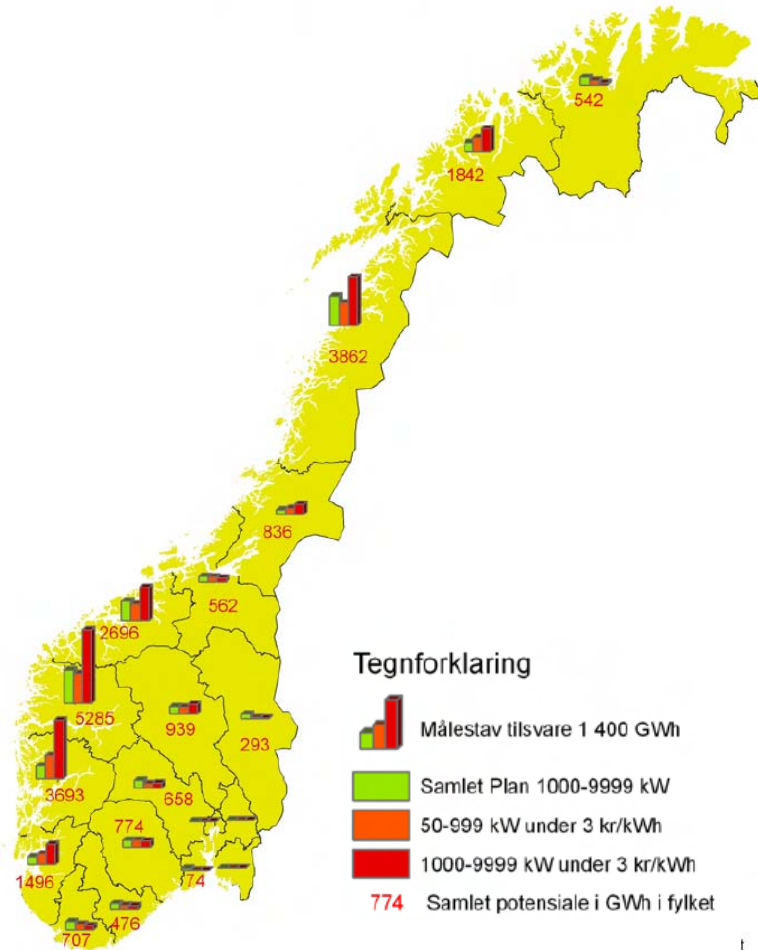 542
1842
3862
836
562
2696
5285
939
293
3693
658
774
1496
74
476
707
Tegnforklaring
Målestav tilsvare 1 400 GWh
Samlet Plan 1000-9999 kW
50-999 kW under 3 kr/kWh
1000-9999 kW under 3 kr/kWh
774 Samlet potensiale i GWh i fylket
t